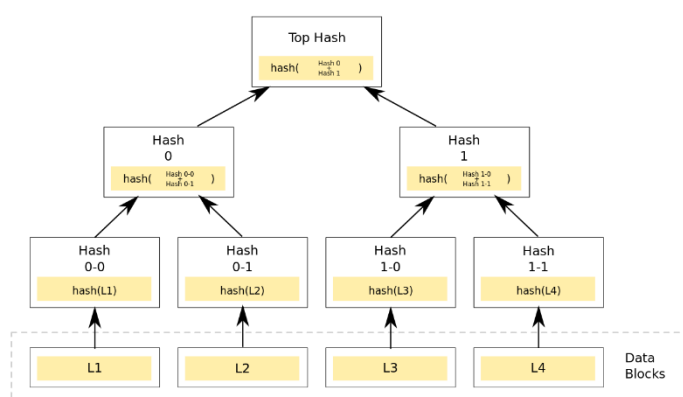 Top Hash
hash( Hash 0 + Hash 1 )
Hash
0
hash( Hash 0-0 + Hash 0-1 )
Hash
1
hash( Hash 1-0 + Hash 1-1 )
Hash
0-0
hash(L1)
Hash
0-1
hash(L2)
Hash
1-0
hash(L3)
Hash
1-1
hash(L4)
L1
L2
L3
L4
Data
Blocks